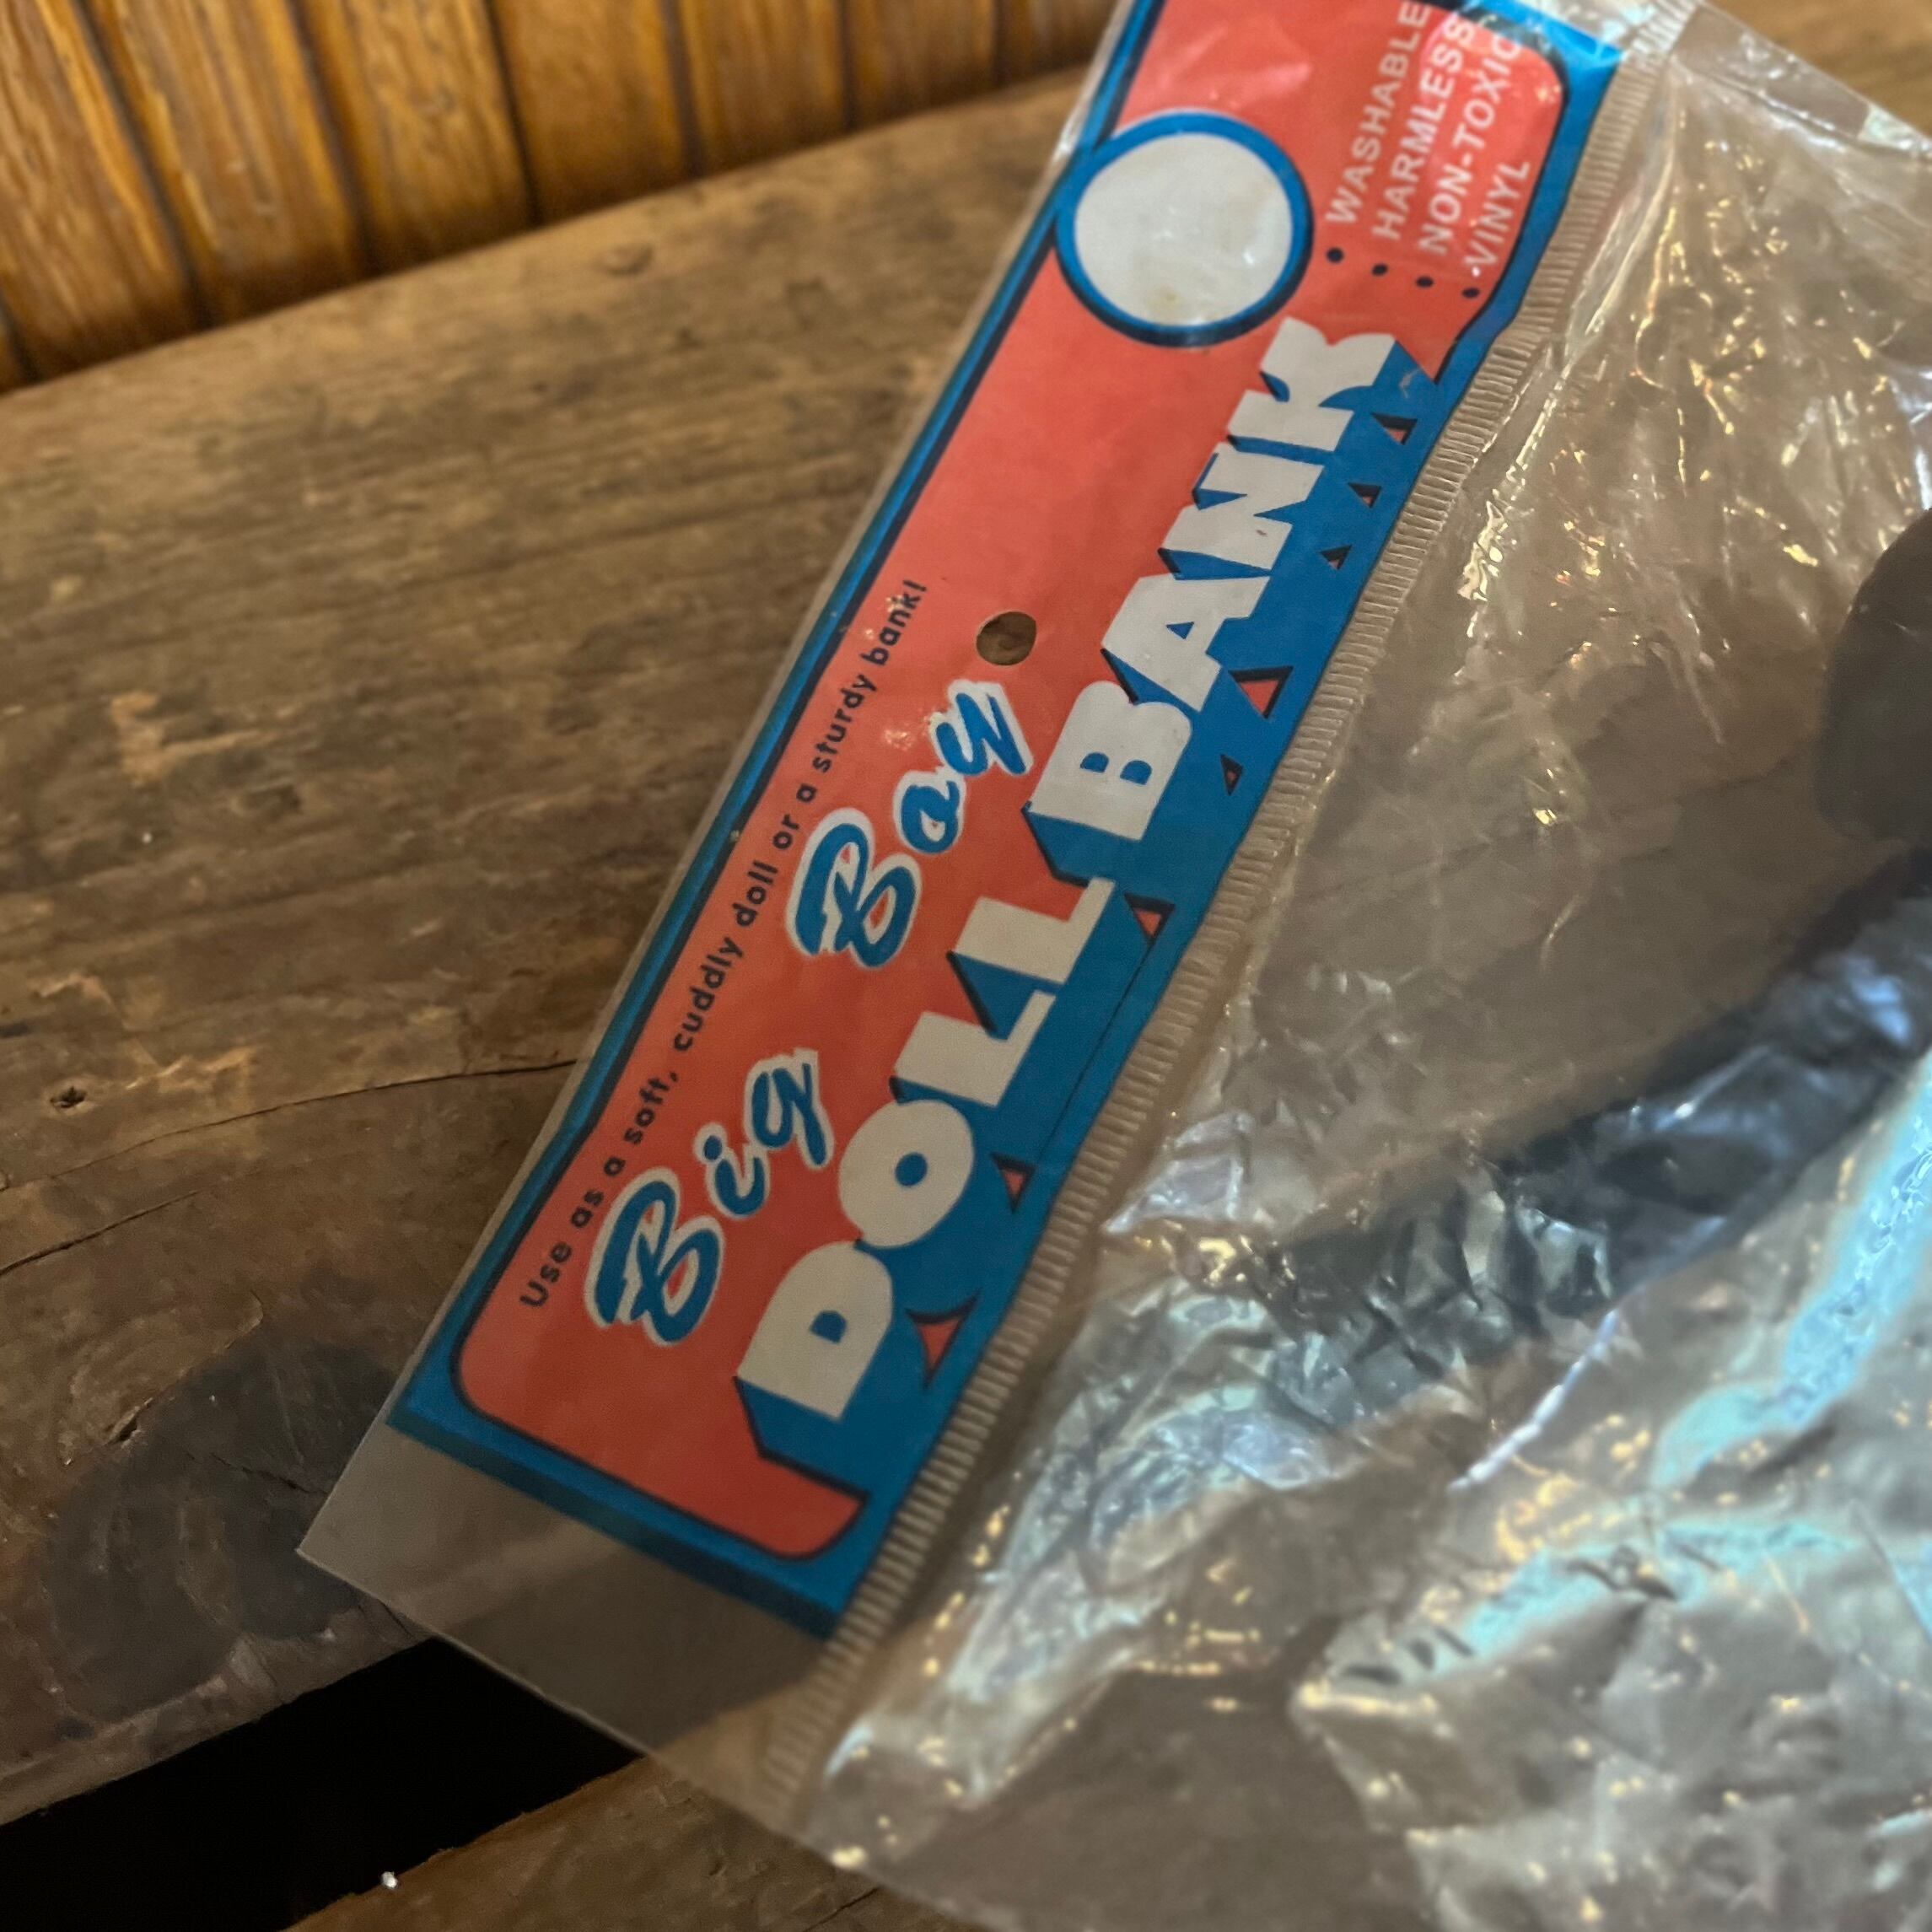 Use as a soft, cuddly doll or a sturdy bank!
Big Boy
DOLL BANK
• WASHABLE
• HARMLESS
• NON-TOXIC
• VINYL